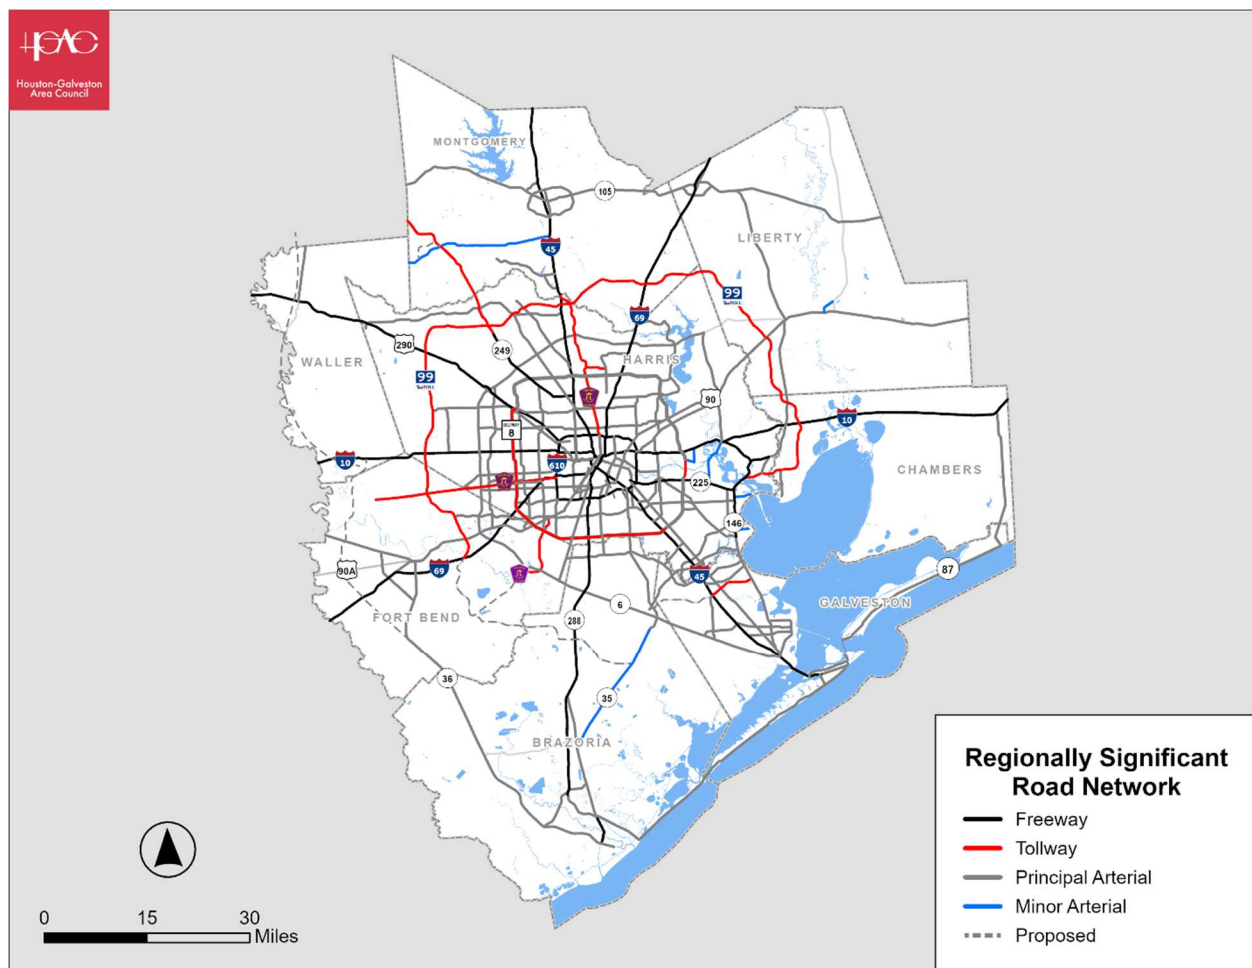 HGAC
Houston-Galveston
Area Council
MONTGOMERY
105
45
LIBERTY
99
69
290
249
HARRIS
WALLER
99
90
10
8
10
610
CHAMBERS
225
146
90A
69
45
87
6
GALVESTON
FORT BEND
288
36
35
BRAZORIA
Regionally Significant
Road Network
Freeway
Tollway
Principal Arterial
Minor Arterial
Proposed
0 15 30
Miles